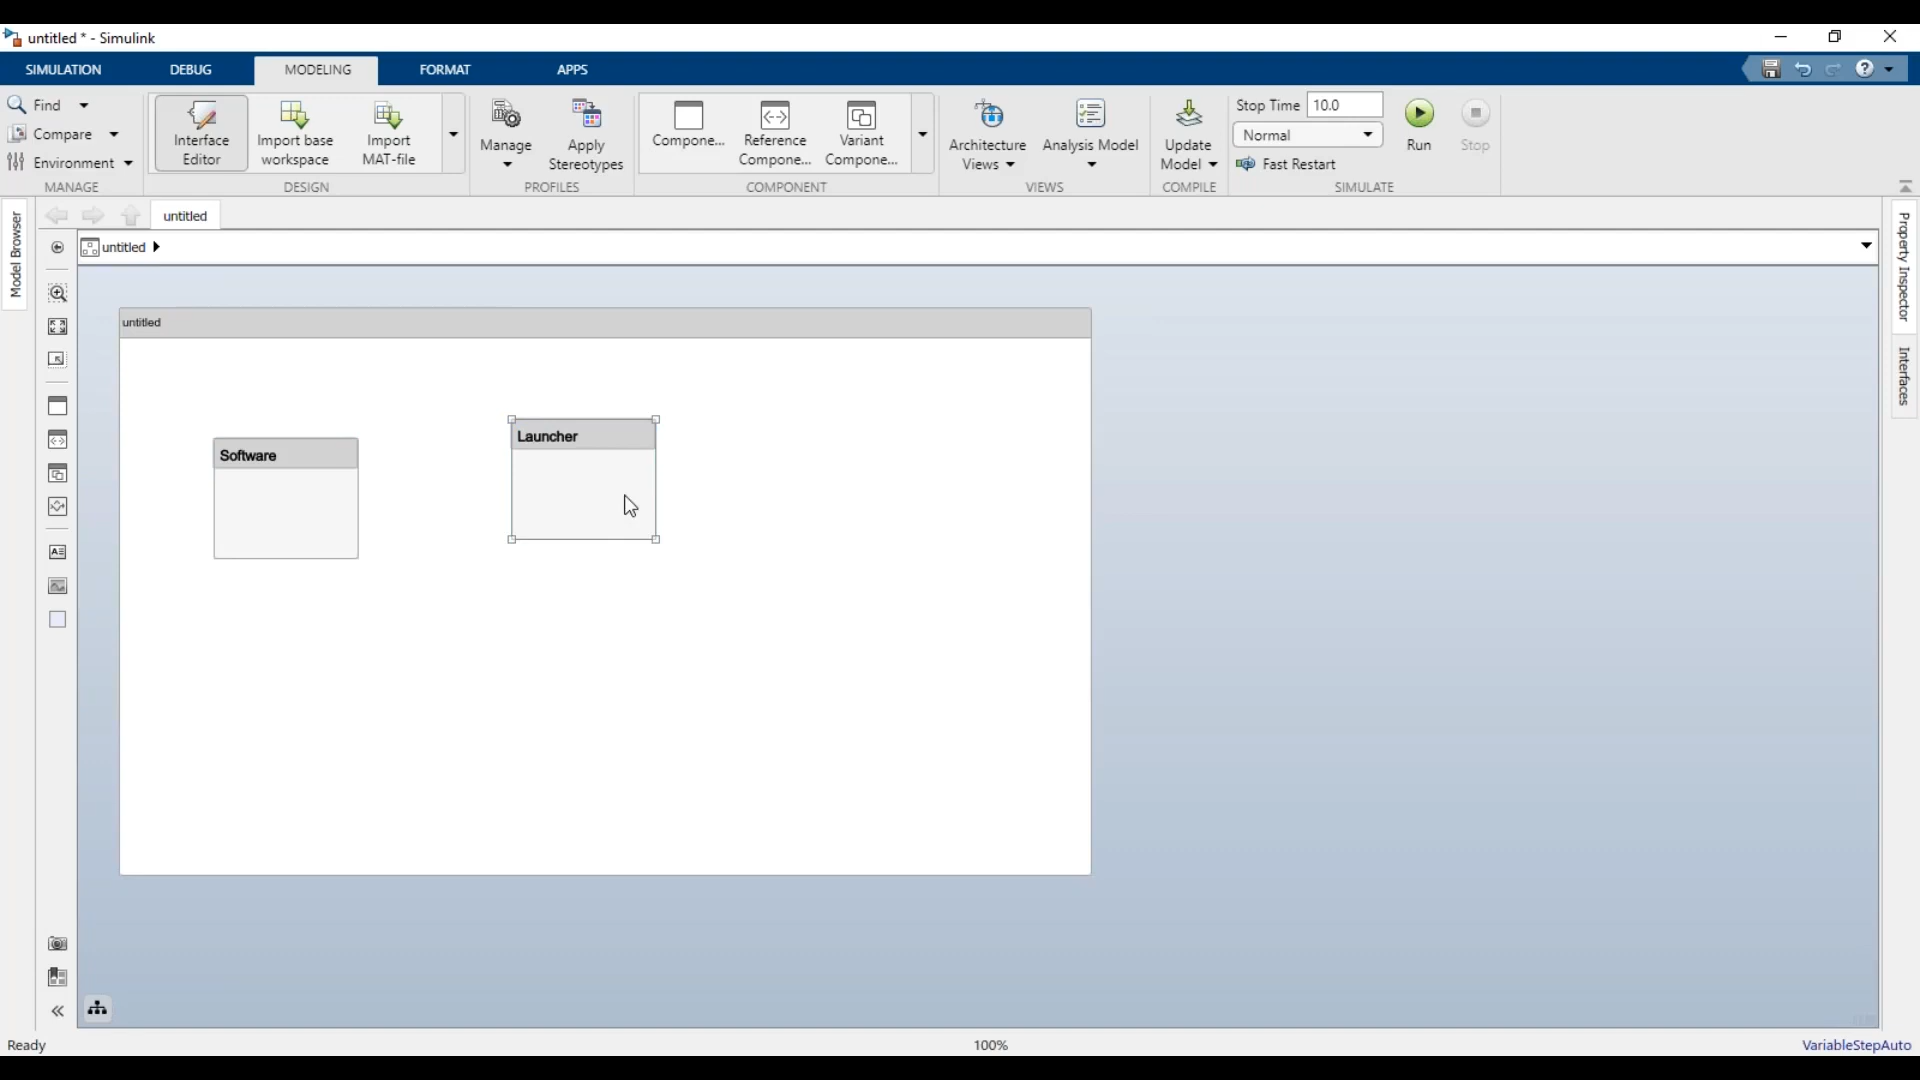 untitled * - Simulink
SIMULATION
DEBUG
MODELING
FORMAT
APPS
Find
Compare
Environment
MANAGE
Interface
Editor
Import base
workspace
Import
MAT-file
DESIGN
Manage
Apply
Stereotypes
PROFILES
Compone...
Reference
Compone...
Variant
Compone...
COMPONENT
Architecture
Views
Analysis Model
VIEWS
Update
Model
COMPILE
Stop Time 10.0
Normal
Fast Restart
Run
Stop
SIMULATE
Model Browser
untitled
untitled
Property Inspector
Interfaces
untitled
Software
Launcher
Ready
100%
VariableStepAuto